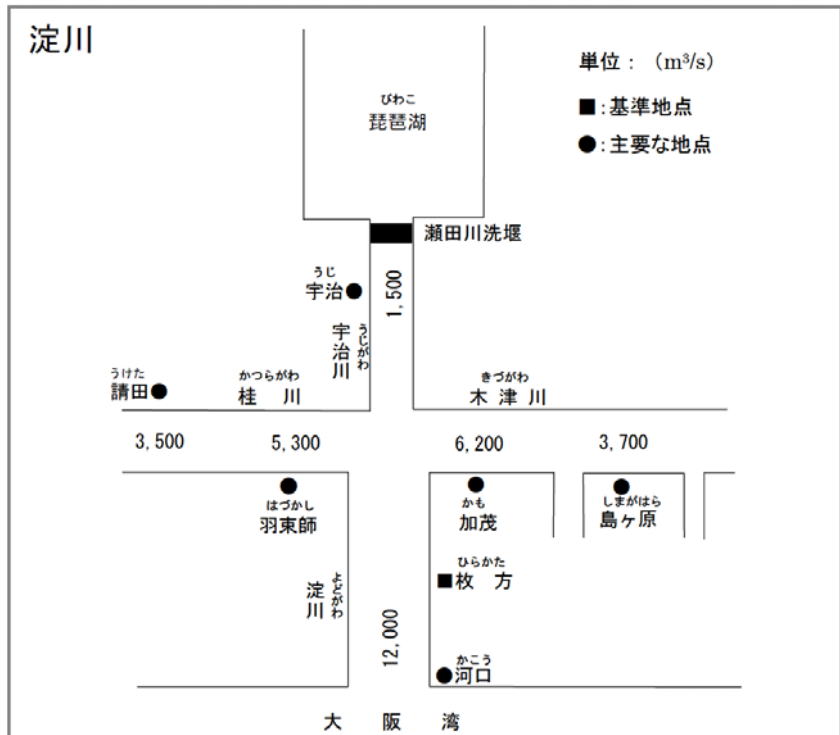 淀川
単位：（m³/s）
■：基準地点
●：主要な地点
びわこ
琵琶湖
瀬田川洗堰
1,500
うじ
宇治●
宇治川
うじがわ
うけた
請田●
かつらがわ
桂川
きづがわ
木津川
3,500
5,300
6,200
3,700
はづかし
羽束師
かも
加茂
しまがはら
島ヶ原
ひらかた
■枚方
淀川
よどがわ
12,000
かこう
●河口
大阪湾